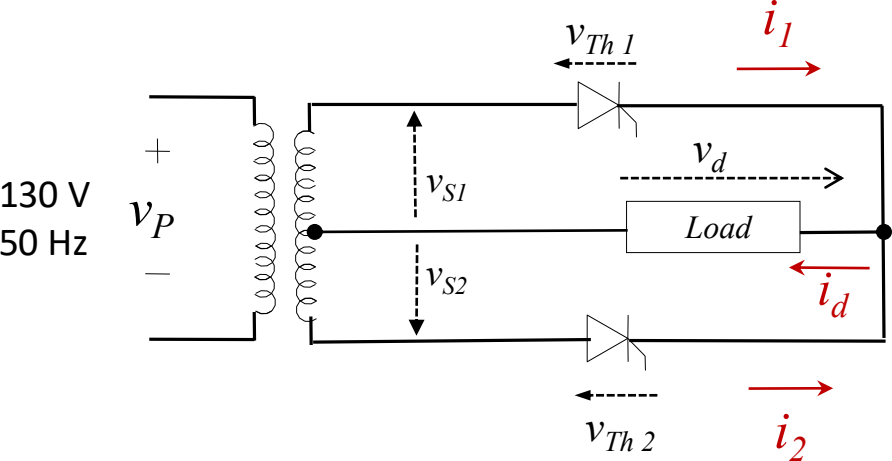 v_Th 1
i_1
+
130 V
50 Hz
v_P
−
v_S1
v_d
Load
v_S2
i_d
v_Th 2
i_2